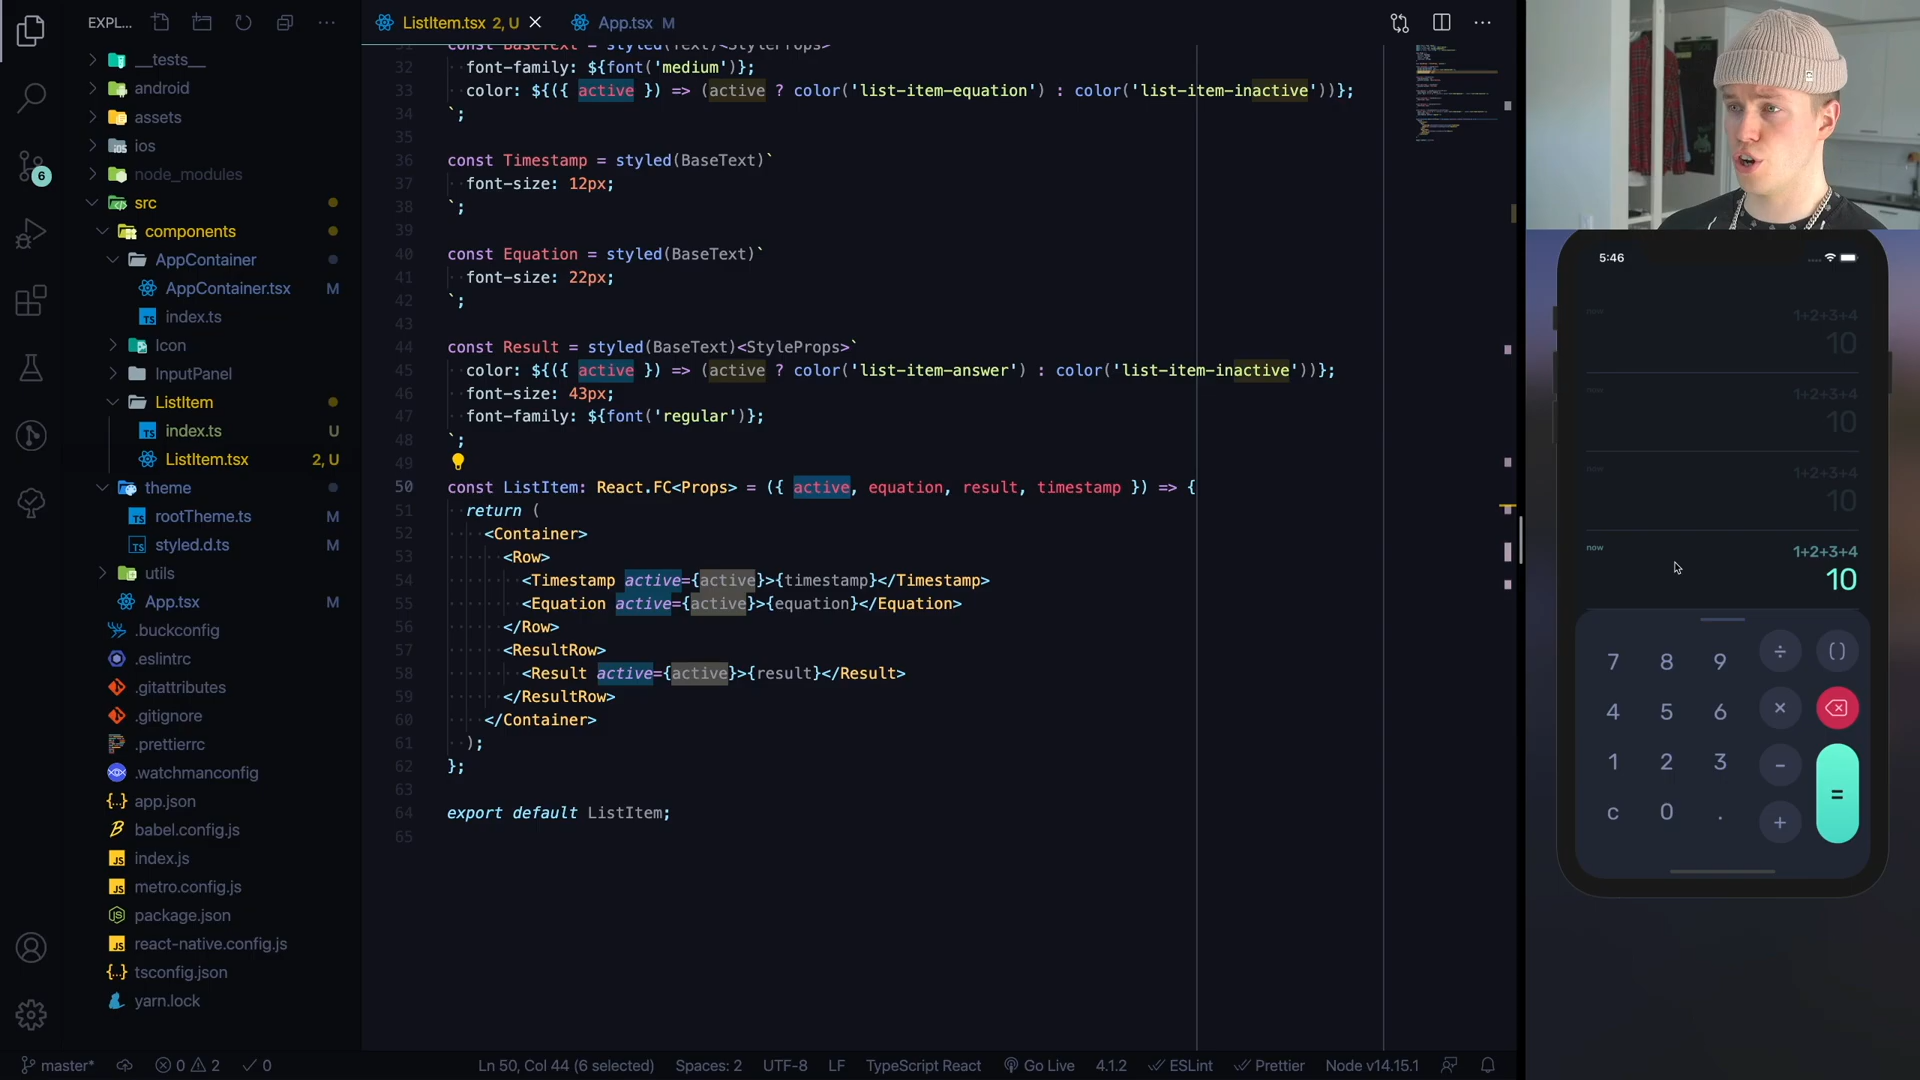 EXPL...
ListItem.tsx 2, U
App.tsx M
__tests__
android
assets
ios
node_modules
src
components
AppContainer
AppContainer.tsx M
index.ts
Icon
InputPanel
ListItem
index.ts U
ListItem.tsx 2, U
theme
rootTheme.ts M
styled.d.ts M
utils
App.tsx M
.buckconfig
.eslintrc
.gitattributes
.gitignore
.prettierrc
.watchmanconfig
app.json
babel.config.js
index.js
metro.config.js
package.json
react-native.config.js
tsconfig.json
yarn.lock
6
31 const BaseText = styled(Text)<StyleProps>`
32 font-family: ${font('medium')};
33 color: ${({ active }) => (active ? color('list-item-equation') : color('list-item-inactive'))};
34 `;
35
36 const Timestamp = styled(BaseText)`
37 font-size: 12px;
38 `;
39
40 const Equation = styled(BaseText)`
41 font-size: 22px;
42 `;
43
44 const Result = styled(BaseText)<StyleProps>`
45 color: ${({ active }) => (active ? color('list-item-answer') : color('list-item-inactive'))};
46 font-size: 43px;
47 font-family: ${font('regular')};
48 `;
49
50 const ListItem: React.FC<Props> = ({ active, equation, result, timestamp }) => {
51 return (
52 <Container>
53 <Row>
54 <Timestamp active={active}>{timestamp}</Timestamp>
55 <Equation active={active}>{equation}</Equation>
56 </Row>
57 <ResultRow>
58 <Result active={active}>{result}</Result>
59 </ResultRow>
60 </Container>
61 );
62 };
63
64 export default ListItem;
65
5:46
now 1+2+3+4
10
now 1+2+3+4
10
now 1+2+3+4
10
now 1+2+3+4
10
7 8 9 ÷ ()
4 5 6 ×
1 2 3 - =
c 0 . +
master* 0 2 0 Ln 50, Col 44 (6 selected) Spaces: 2 UTF-8 LF TypeScript React Go Live 4.1.2 ESLint Prettier Node v14.15.1